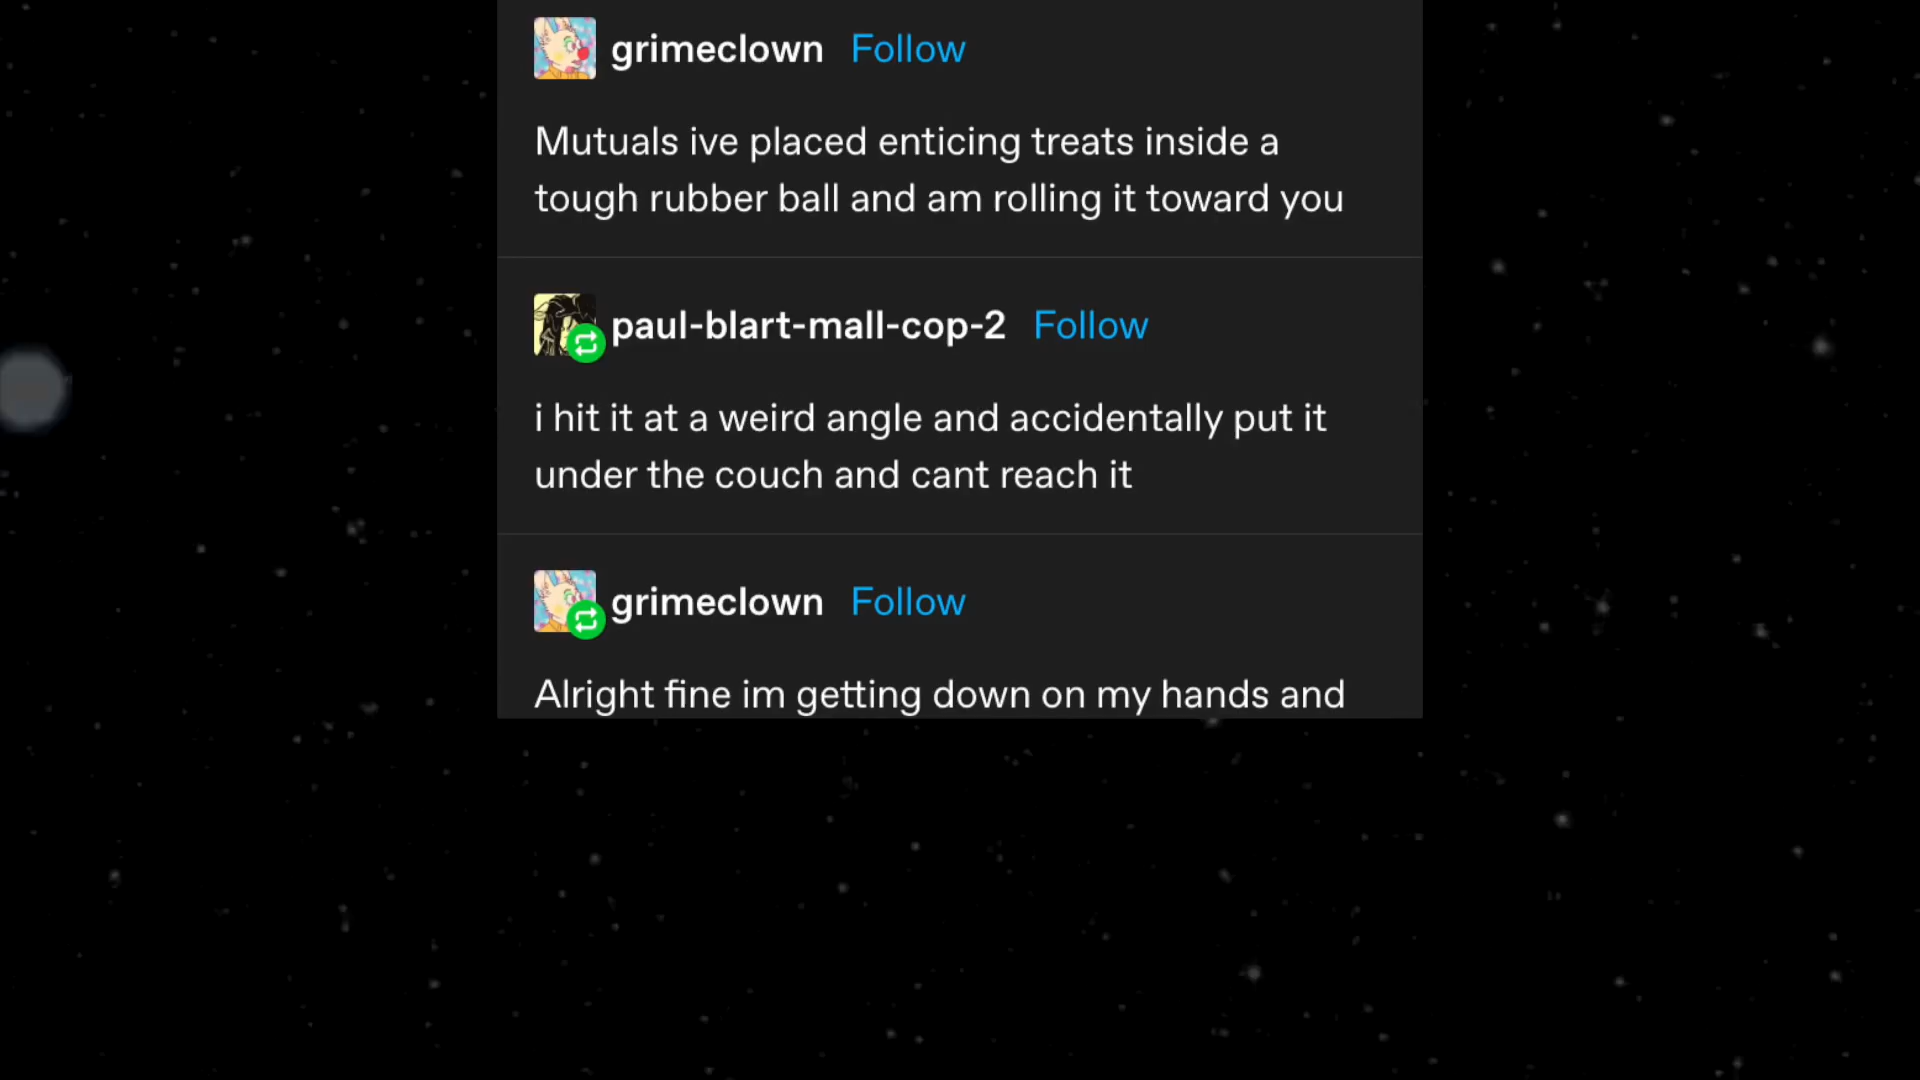 grimeclown Follow
Mutuals ive placed enticing treats inside a
tough rubber ball and am rolling it toward you
paul-blart-mall-cop-2 Follow
i hit it at a weird angle and accidentally put it
under the couch and cant reach it
grimeclown Follow
Alright fine im getting down on my hands and